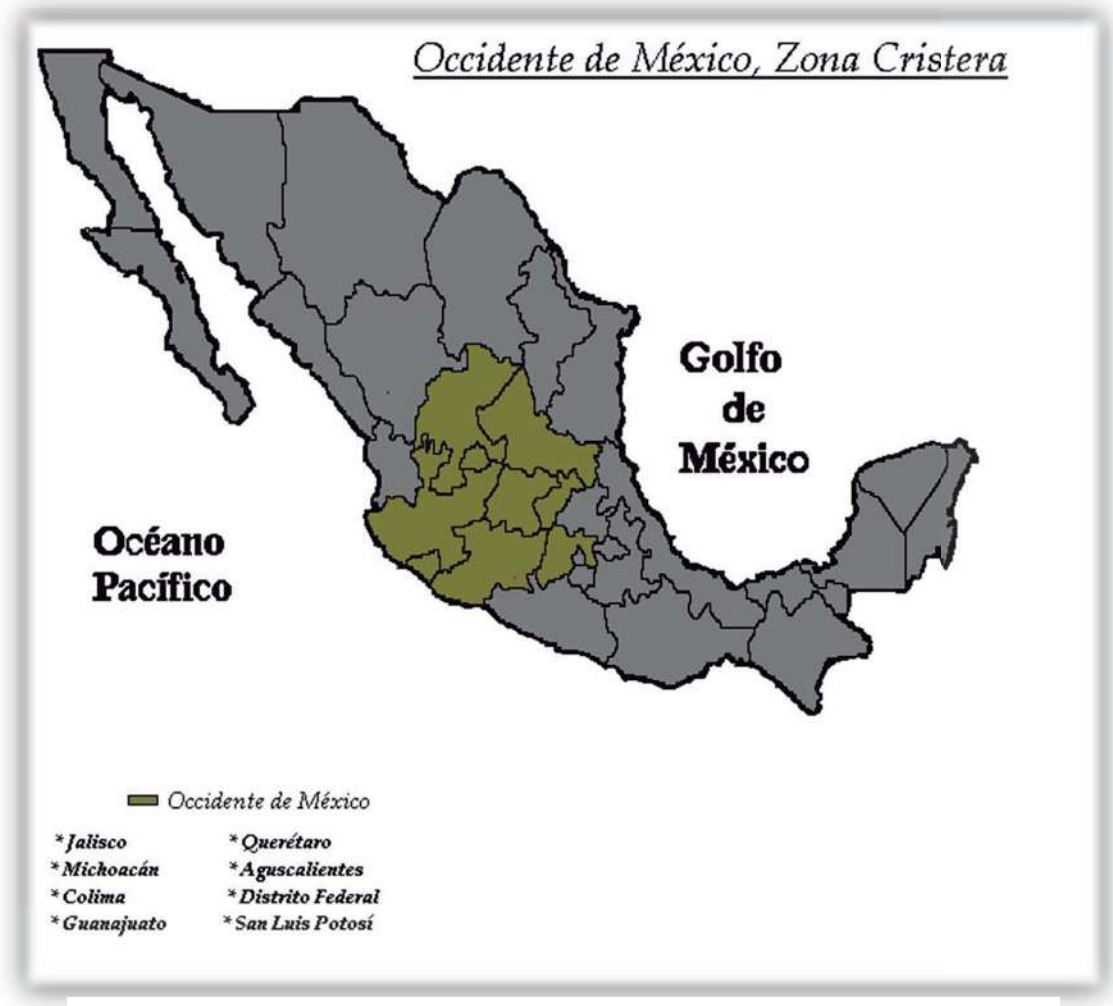 Occidente de México, Zona Cristera
Golfo
de
México
Océano
Pacífico
Occidente de México
* Jalisco
* Querétaro
* Michoacán
* Aguscalientes
* Colima
* Distrito Federal
* Guanajuato
* San Luis Potosí